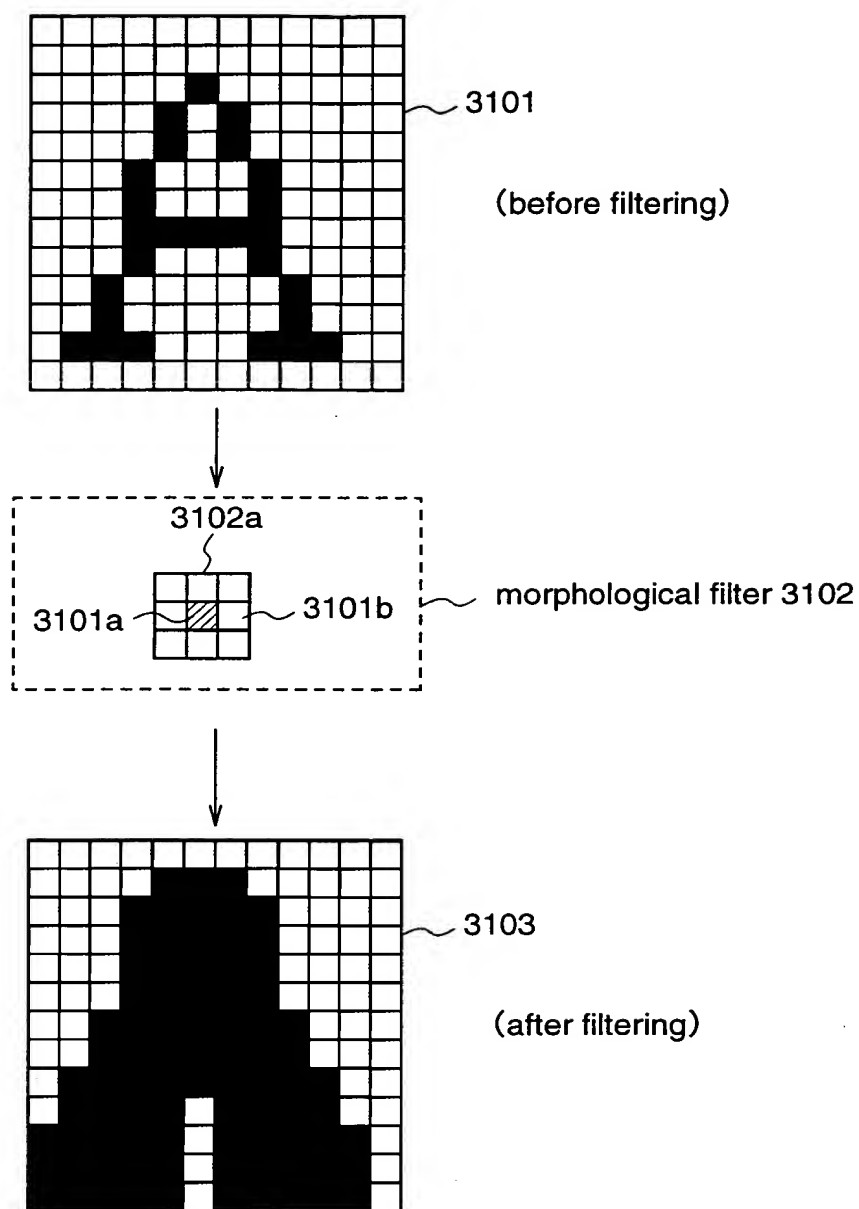 3101
(before filtering)
3102a
3101a
3101b
morphological filter 3102
3103
(after filtering)